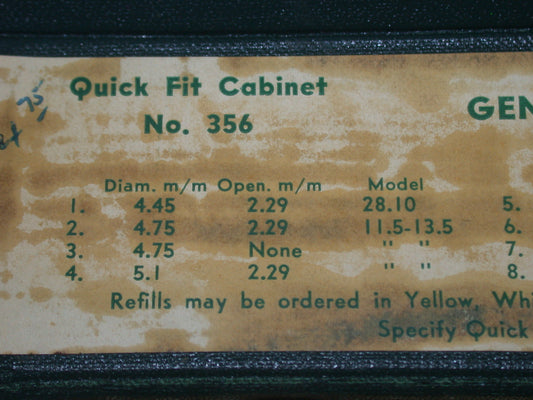 Quick Fit Cabinet
No. 356
GEN
75
Diam. m/m Open. m/m Model
1. 4.45 2.29 28.10 5.
2. 4.75 2.29 11.5-13.5 6.
3. 4.75 None " " 7.
4. 5.1 2.29 " " 8.
Refills may be ordered in Yellow, Whi
Specify Quick